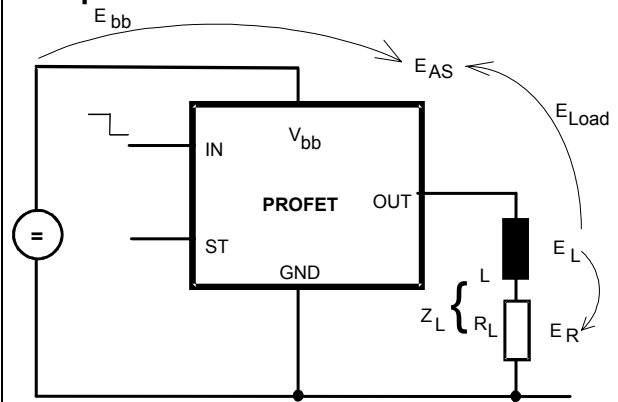 E bb
E AS
E Load
V bb
IN
PROFET
OUT
=
ST
GND
E L
L
Z L { R L
E R